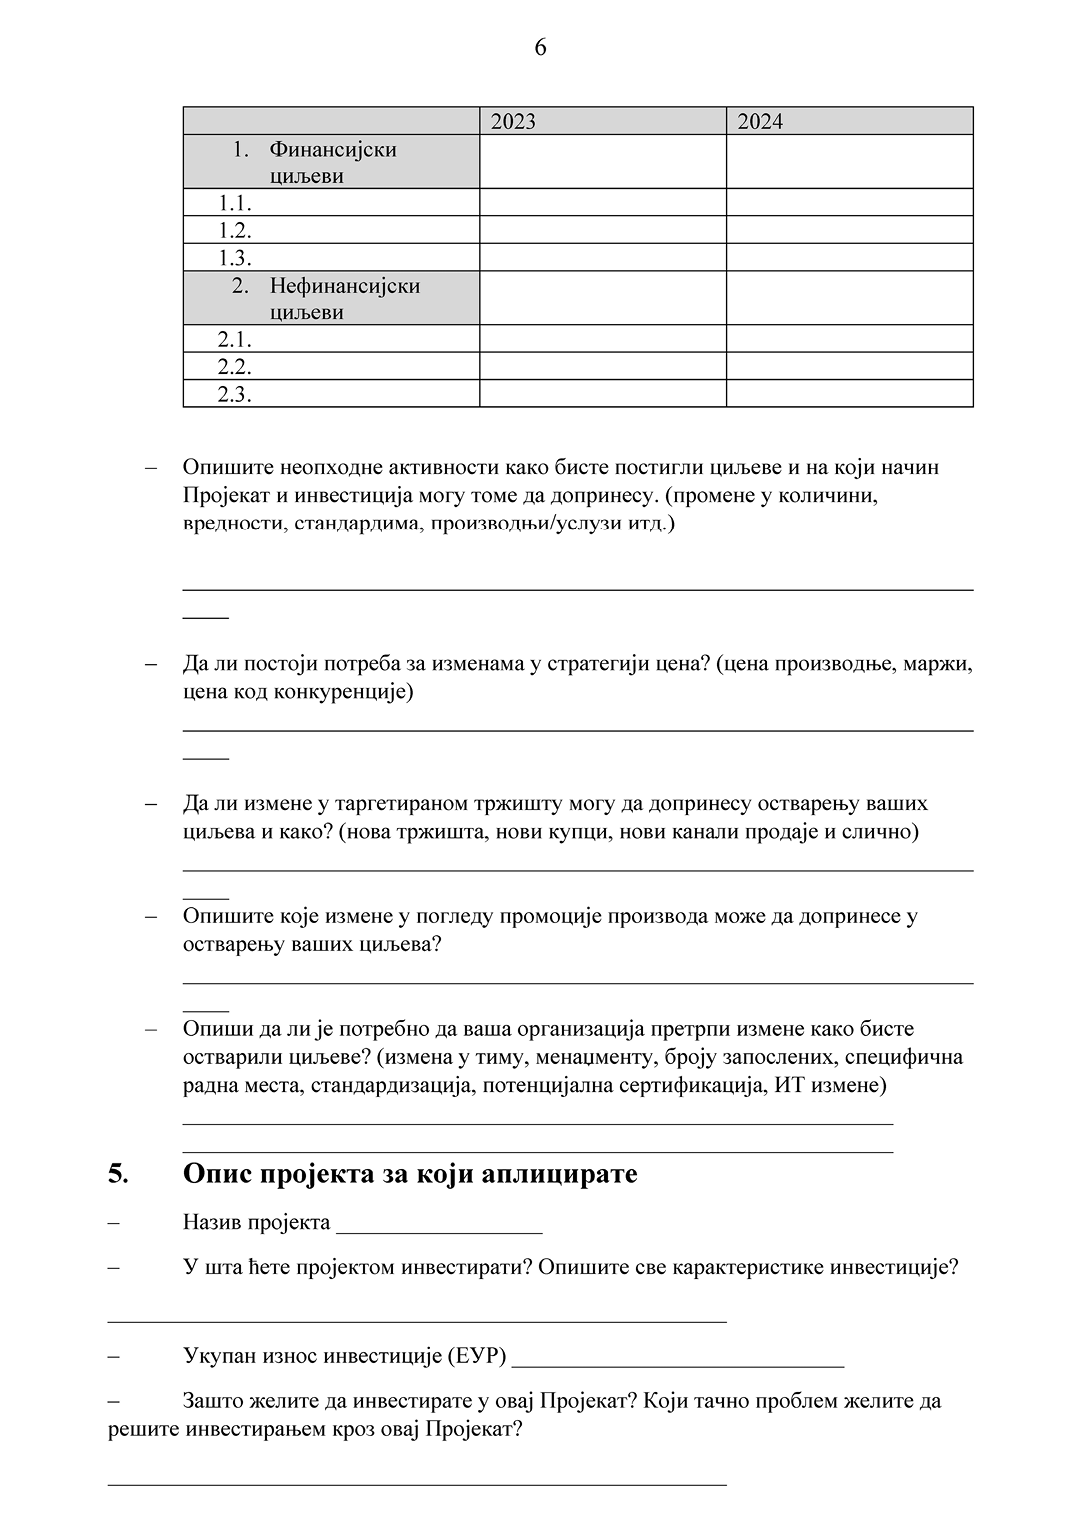 6
2023 2024
1. Финансијски
циљеви
1.1.
1.2.
1.3.
2. Нефинансијски
циљеви
2.1.
2.2.
2.3.
– Опишите неопходне активности како бисте постигли циљеве и на који начин
Пројекат и инвестиција могу томе да допринесу. (промене у количини,
вредности, стандардима, производњи/услузи итд.)
– Да ли постоји потреба за изменама у стратегији цена? (цена производње, маржи,
цена код конкуренције)
– Да ли измене у таргетираном тржишту могу да допринесу остварењу ваших
циљева и како? (нова тржишта, нови купци, нови канали продаје и слично)
– Опишите које измене у погледу промоције производа може да допринесе у
остварењу ваших циљева?
– Опиши да ли је потребно да ваша организација претрпи измене како бисте
остварили циљеве? (измена у тиму, менаџменту, броју запослених, специфична
радна места, стандардизација, потенцијална сертификација, ИТ измене)
5. Опис пројекта за који аплицирате
– Назив пројекта ___________________
– У шта ћете пројектом инвестирати? Опишите све карактеристике инвестиције?
– Укупан износ инвестиције (ЕУР) ______________________________
– Зашто желите да инвестирате у овај Пројекат? Који тачно проблем желите да
решите инвестирањем кроз овај Пројекат?